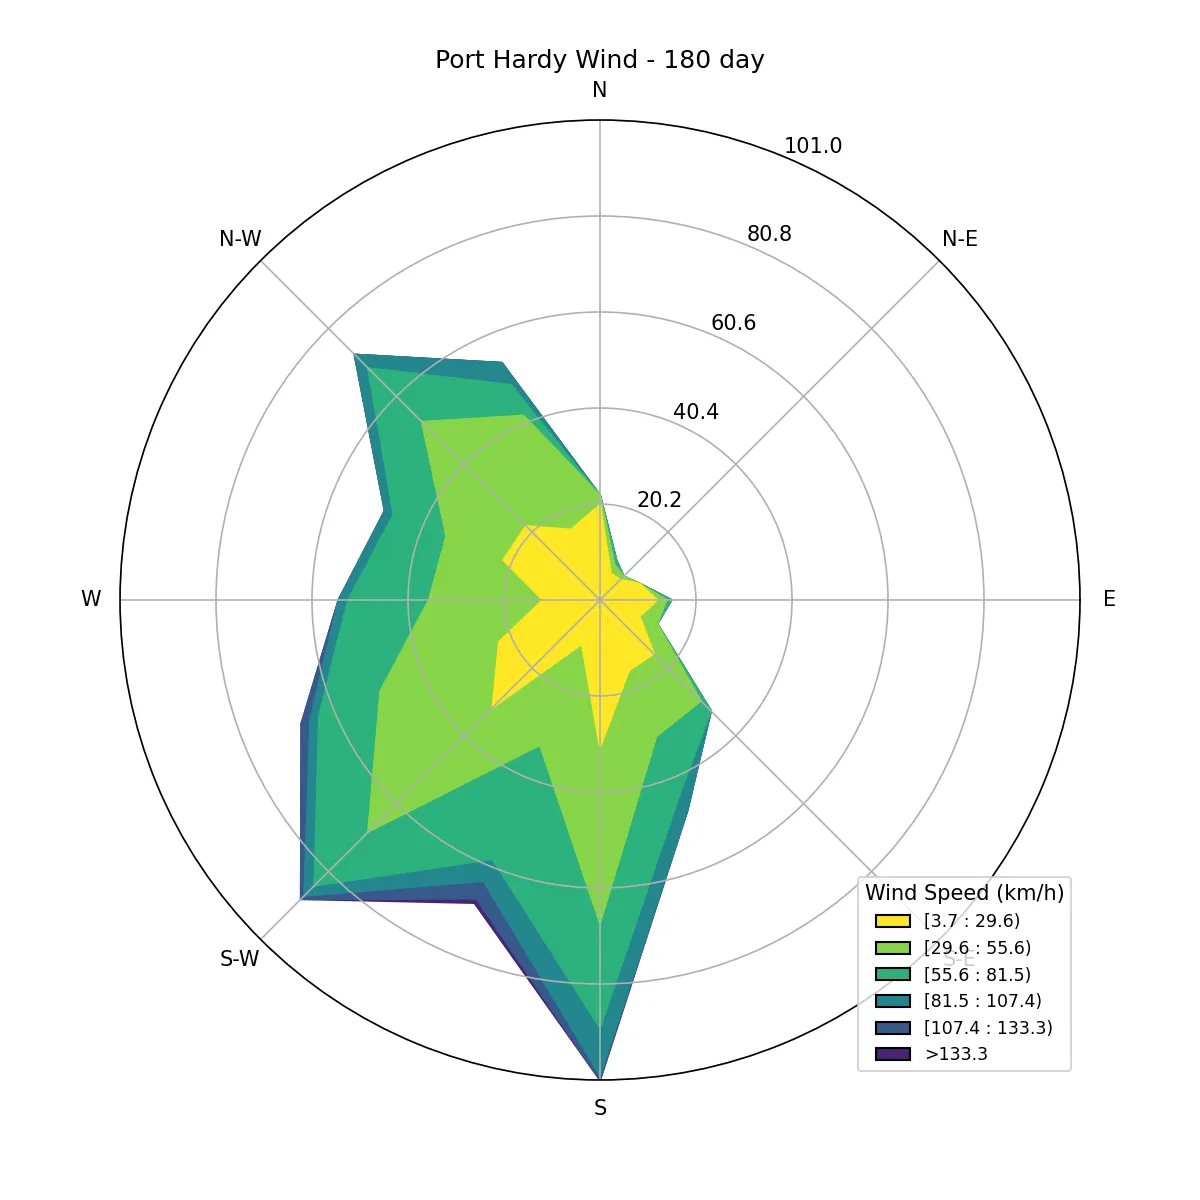 Port Hardy Wind - 180 day
N
101.0
N-W
N-E
80.8
60.6
40.4
20.2
W
E
S-W
S-E
S
Wind Speed (km/h)
[3.7 : 29.6)
[29.6 : 55.6)
[55.6 : 81.5)
[81.5 : 107.4)
[107.4 : 133.3)
>133.3